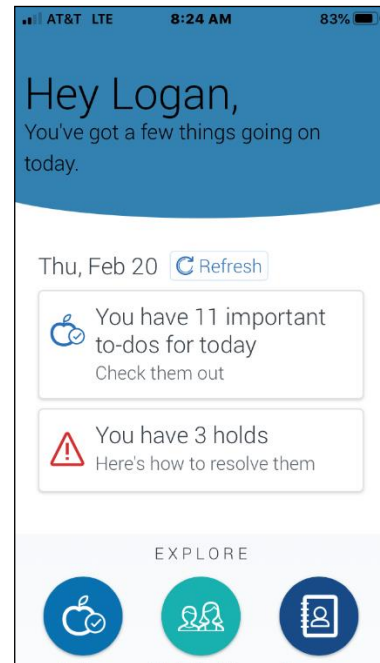 AT&T LTE 8:24 AM 83%
Hey Logan,
You've got a few things going on
today.
Thu, Feb 20 Refresh
You have 11 important
to-dos for today
Check them out
You have 3 holds
Here's how to resolve them
EXPLORE